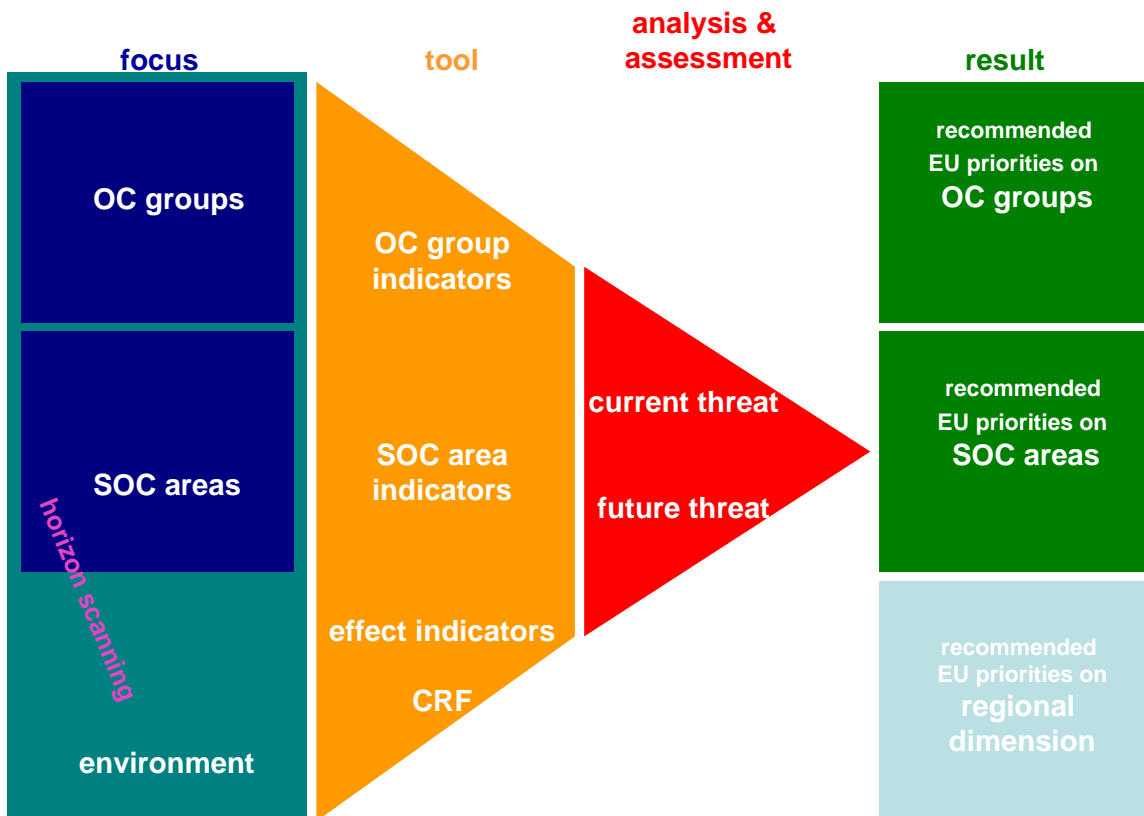 focus
OC groups
SOC areas
horizon scanning
environment
tool
OC group
indicators
SOC area
indicators
effect indicators
CRF
analysis &
assessment
current threat
future threat
result
recommended
EU priorities on
OC groups
recommended
EU priorities on
SOC areas
recommended
EU priorities on
regional
dimension